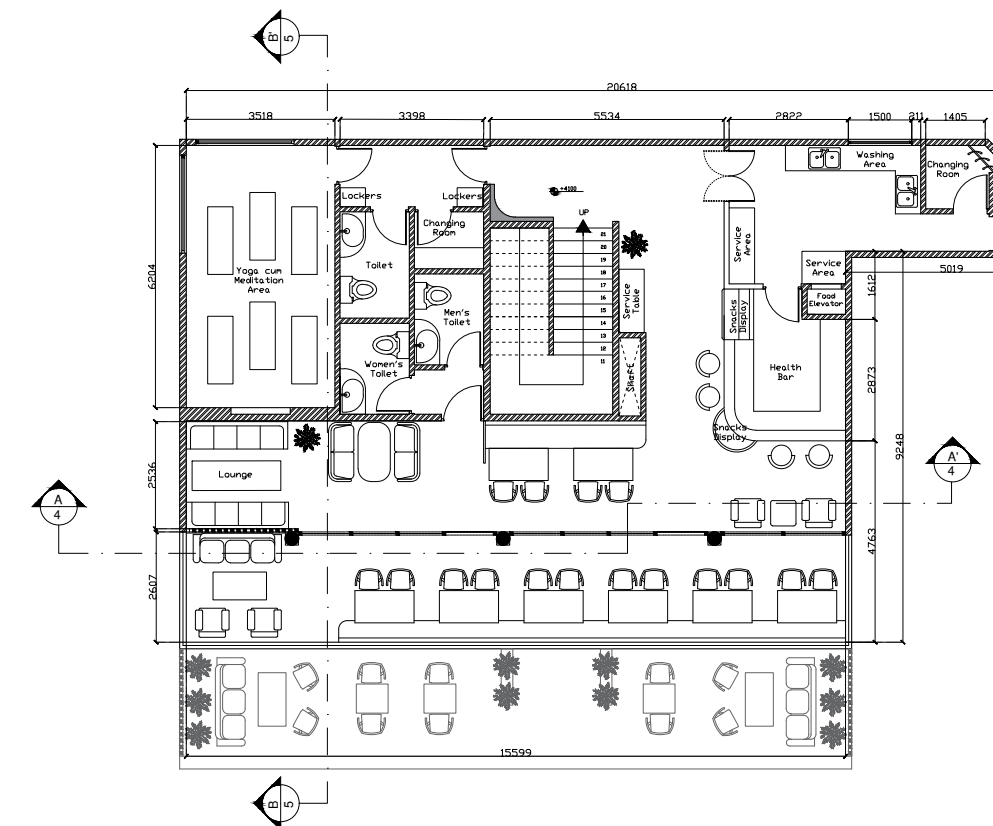 B'
5
20618
3518
3398
5534
2822
1500
211
1405
Washing
Area
Changing
Room
Lockers
Lockers
+4100
UP
Changing
Room
Toilet
Service
Area
Service
Area
5019
6204
Yoga cum
Meditation
Area
21
20
19
18
17
16
15
14
13
12
11
Service
Table
Snacks
Display
Food
Elevator
1612
Men's
Toilet
Women's
Toilet
Shaft
Health
Bar
2873
Snacks
Display
9248
2536
Lounge
A
4
A'
4
4763
2607
15599
B
5